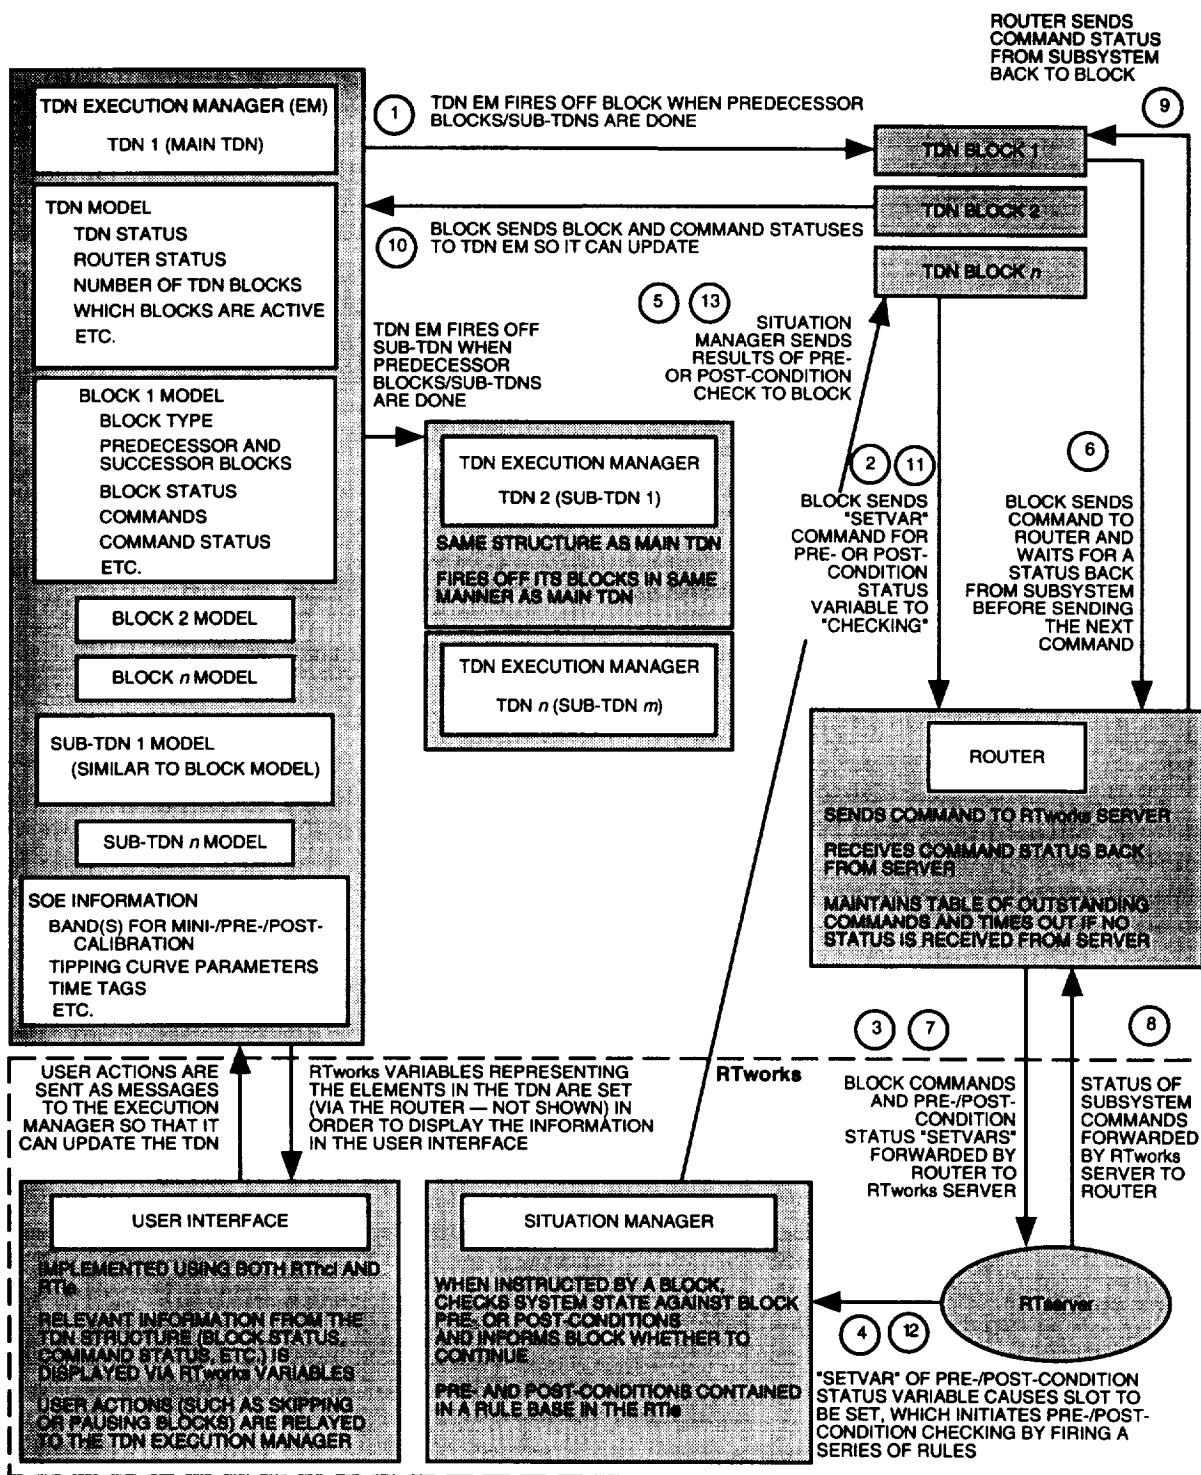 ROUTER SENDS
COMMAND STATUS
FROM SUBSYSTEM
BACK TO BLOCK
9
TDN EXECUTION MANAGER (EM)
TDN 1 (MAIN TDN)
1
TDN EM FIRES OFF BLOCK WHEN PREDECESSOR
BLOCKS/SUB-TDNS ARE DONE
TDN BLOCK 1
TDN BLOCK 2
TDN BLOCK n
10
BLOCK SENDS BLOCK AND COMMAND STATUSES
TO TDN EM SO IT CAN UPDATE
TDN MODEL
TDN STATUS
ROUTER STATUS
NUMBER OF TDN BLOCKS
WHICH BLOCKS ARE ACTIVE
ETC.
5
13
SITUATION
MANAGER SENDS
RESULTS OF PRE-
OR POST-CONDITION
CHECK TO BLOCK
TDN EM FIRES OFF
SUB-TDN WHEN
PREDECESSOR
BLOCKS/SUB-TDNS
ARE DONE
BLOCK 1 MODEL
BLOCK TYPE
PREDECESSOR AND
SUCCESSOR BLOCKS
BLOCK STATUS
COMMANDS
COMMAND STATUS
ETC.
TDN EXECUTION MANAGER
TDN 2 (SUB-TDN 1)
SAME STRUCTURE AS MAIN TDN
FIRES OFF ITS BLOCKS IN SAME
MANNER AS MAIN TDN
TDN EXECUTION MANAGER
TDN n (SUB-TDN m)
2
11
BLOCK SENDS
"SETVAR"
COMMAND FOR
PRE- OR POST-
CONDITION
STATUS
VARIABLE TO
"CHECKING"
6
BLOCK SENDS
COMMAND TO
ROUTER AND
WAITS FOR A
STATUS BACK
FROM SUBSYSTEM
BEFORE SENDING
THE NEXT
COMMAND
BLOCK 2 MODEL
BLOCK n MODEL
SUB-TDN 1 MODEL
(SIMILAR TO BLOCK MODEL)
SUB-TDN n MODEL
SOE INFORMATION
BAND(S) FOR MINI-/PRE-/POST-
CALIBRATION
TIPPING CURVE PARAMETERS
TIME TAGS
ETC.
ROUTER
SENDS COMMAND TO RTworks SERVER
RECEIVES COMMAND STATUS BACK
FROM SERVER
MAINTAINS TABLE OF OUTSTANDING
COMMANDS AND TIMES OUT IF NO
STATUS IS RECEIVED FROM SERVER
3
7
8
USER ACTIONS ARE
SENT AS MESSAGES
TO THE EXECUTION
MANAGER SO THAT IT
CAN UPDATE THE TDN
RTworks VARIABLES REPRESENTING
THE ELEMENTS IN THE TDN ARE SET
(VIA THE ROUTER — NOT SHOWN) IN
ORDER TO DISPLAY THE INFORMATION
IN THE USER INTERFACE
RTworks
BLOCK COMMANDS
AND PRE-/POST-
CONDITION
STATUS "SETVARS"
FORWARDED BY
ROUTER TO
RTworks SERVER
STATUS OF
SUBSYSTEM
COMMANDS
FORWARDED
BY RTworks
SERVER TO
ROUTER
USER INTERFACE
IMPLEMENTED USING BOTH RThci AND
RTie
RELEVANT INFORMATION FROM THE
TDN STRUCTURE (BLOCK STATUS,
COMMAND STATUS, ETC.) IS
DISPLAYED VIA RTworks VARIABLES
USER ACTIONS (SUCH AS SKIPPING
OR PAUSING BLOCKS) ARE RELAYED
TO THE TDN EXECUTION MANAGER
SITUATION MANAGER
WHEN INSTRUCTED BY A BLOCK,
CHECKS SYSTEM STATE AGAINST BLOCK
PRE- OR POST-CONDITIONS
AND INFORMS BLOCK WHETHER TO
CONTINUE
PRE- AND POST-CONDITIONS CONTAINED
IN A RULE BASE IN THE RTie
RTserver
4
12
"SETVAR" OF PRE-/POST-CONDITION
STATUS VARIABLE CAUSES SLOT TO
BE SET, WHICH INITIATES PRE-/POST-
CONDITION CHECKING BY FIRING A
SERIES OF RULES